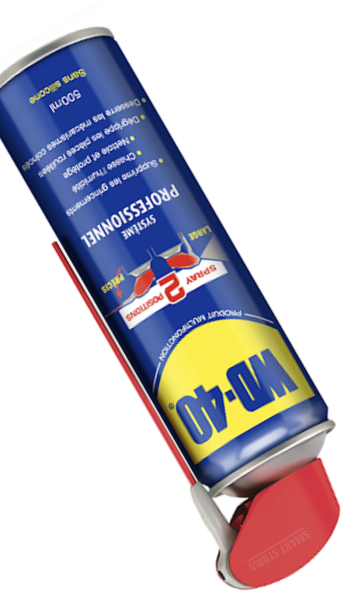 WD-40®
PRODUIT MULTIFONCTION
SPRAY
2
POSITIONS
LARGE
PRÉCIS
SYSTÈME
PROFESSIONNEL
• Supprime les grincements
• Chasse l'humidité
• Nettoie et protège
• Dégrippe les pièces rouillées
• Desserre les mécanismes coincés
500ml
Sans silicone
SMART STRAW